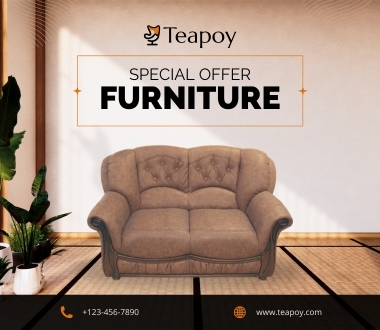 Teapoy
SPECIAL OFFER
FURNITURE
+123-456-7890
www.teapoy.com